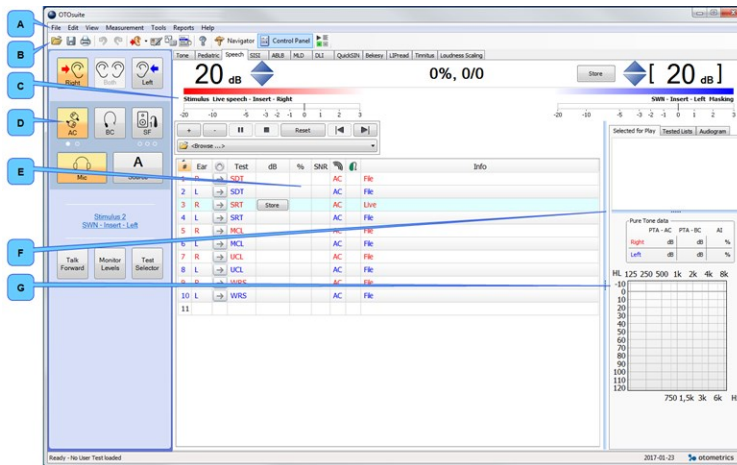 OTOsuite
A
File Edit View Measurement Tools Reports Help
B
Navigator Control Panel
Tone Pediatric Speech SISI ABLB MLD DLI QuickSIN Bekesy LIPread Tinnitus Loudness Scaling
Right Both Left
20 dB 0%, 0/0 Store [ 20 dB ]
C
Stimulus Live speech - Insert - Right SWN - Insert - Left Masking
-20 -10 -5 -3 -2 -1 0 1 2 3 -20 -10 -5 -3 -2 -1 0 1 2 3
D
AC BC SF
+ - Reset
Selected for Play Tested Lists Audiogram
<Browse ...>
Mic
A
E
# Ear Test dB % SNR Info
1 R SDT AC File
2 L SDT AC File
3 R SRT Store AC Live
4 L SRT AC File
5 R MCL AC File
6 L MCL AC File
7 R UCL AC File
8 L UCL AC File
9 R WRS AC File
10 L WRS AC File
11
Stimulus 2
SWN - Insert - Left
F
Talk Forward
Monitor Levels
Test Selector
G
Pure Tone data
PTA - AC PTA - BC AI
Right dB dB %
Left dB dB %
HL 125 250 500 1k 2k 4k 8k
-10
0
10
20
30
40
50
60
70
80
90
100
110
120
750 1,5k 3k 6k H
Ready - No User Test loaded 2017-01-23 otometrics